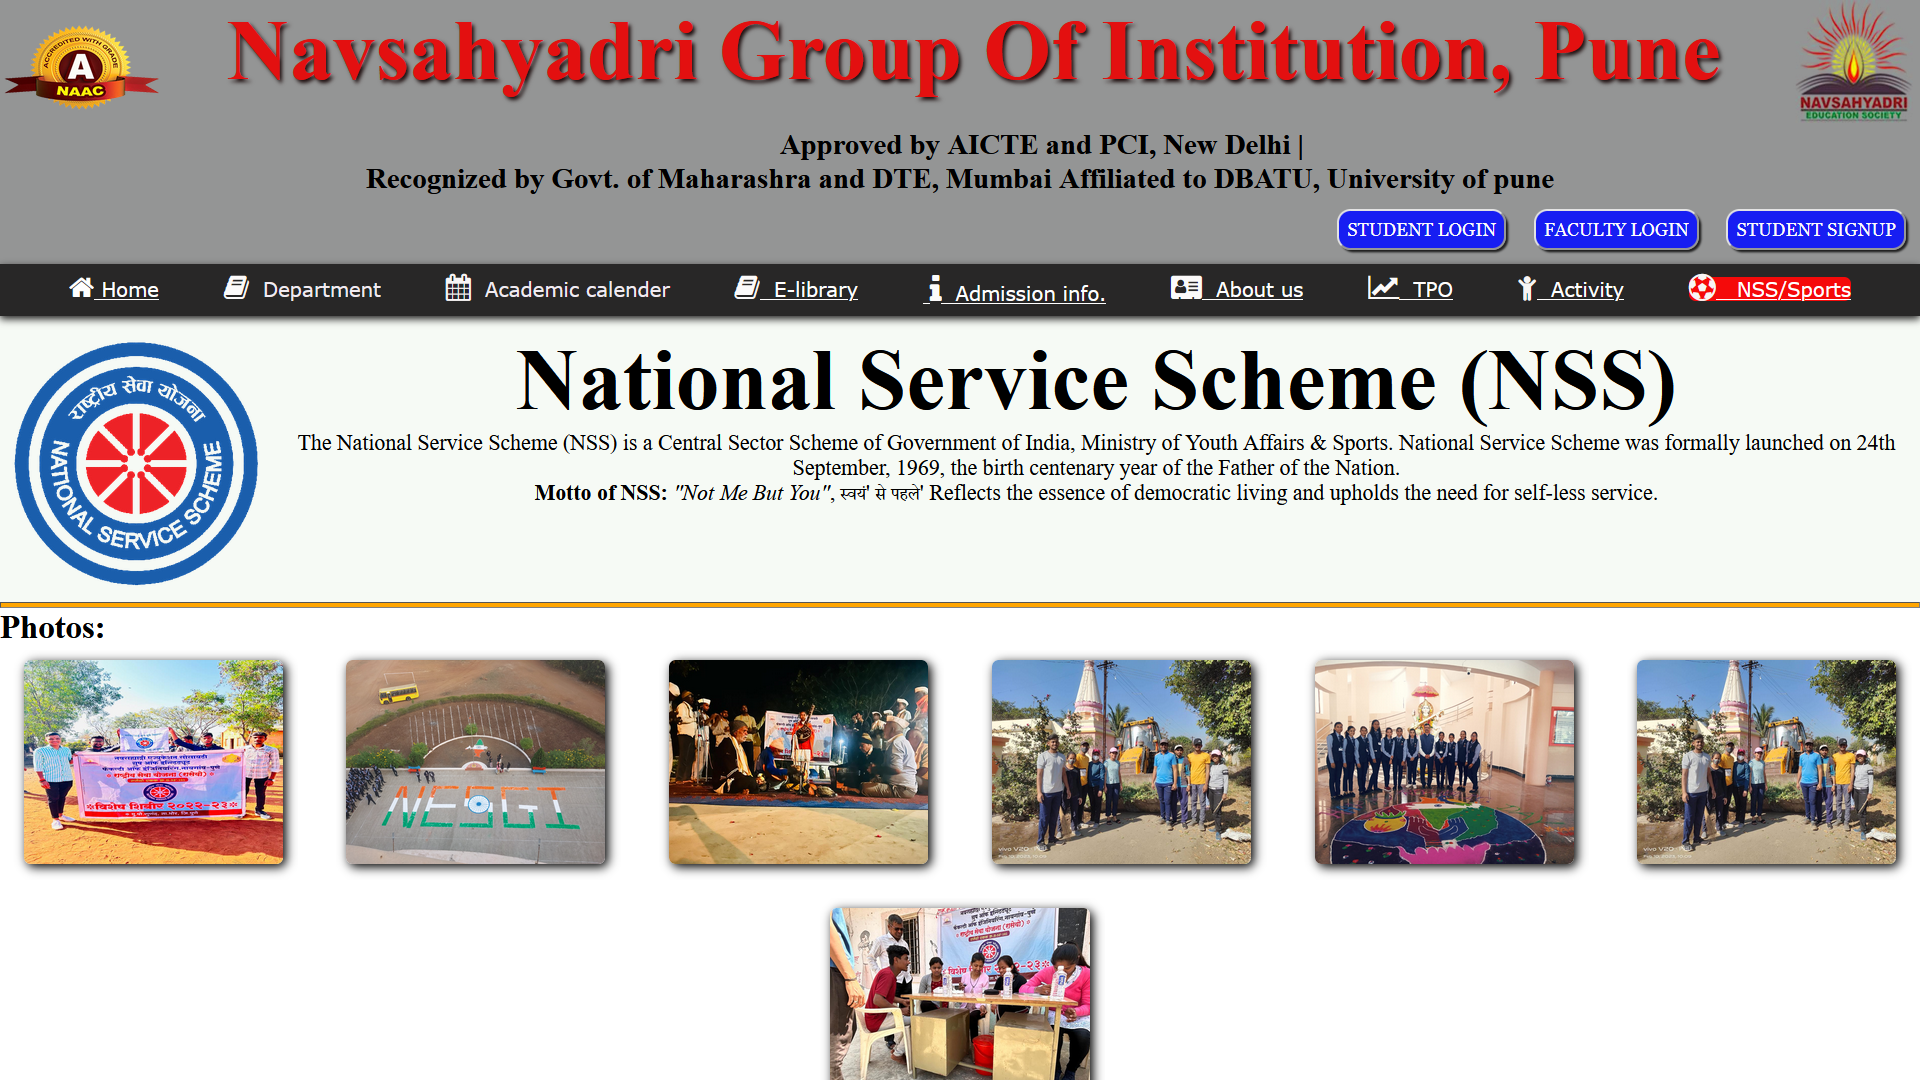 ACCREDITED WITH GRADE
A
NAAC
Navsahyadri Group Of Institution, Pune
NAVSAHYADRI
EDUCATION SOCIETY
Approved by AICTE and PCI, New Delhi |
Recognized by Govt. of Maharashra and DTE, Mumbai Affiliated to DBATU, University of pune
STUDENT LOGIN
FACULTY LOGIN
STUDENT SIGNUP
Home
Department
Academic calender
E-library
Admission info.
About us
TPO
Activity
NSS/Sports
राष्ट्रीय सेवा योजना
NATIONAL SERVICE SCHEME
National Service Scheme (NSS)
The National Service Scheme (NSS) is a Central Sector Scheme of Government of India, Ministry of Youth Affairs & Sports. National Service Scheme was formally launched on 24th
September, 1969, the birth centenary year of the Father of the Nation.
Motto of NSS: "Not Me But You", स्वयं' से पहले' Reflects the essence of democratic living and upholds the need for self-less service.
Photos:
राष्ट्रीय सेवा योजना (रासेयो)
विशेष शिबीर २०२२-२३
NESGI
vivo V20
vivo V20
राष्ट्रीय सेवा योजना (रासेयो)